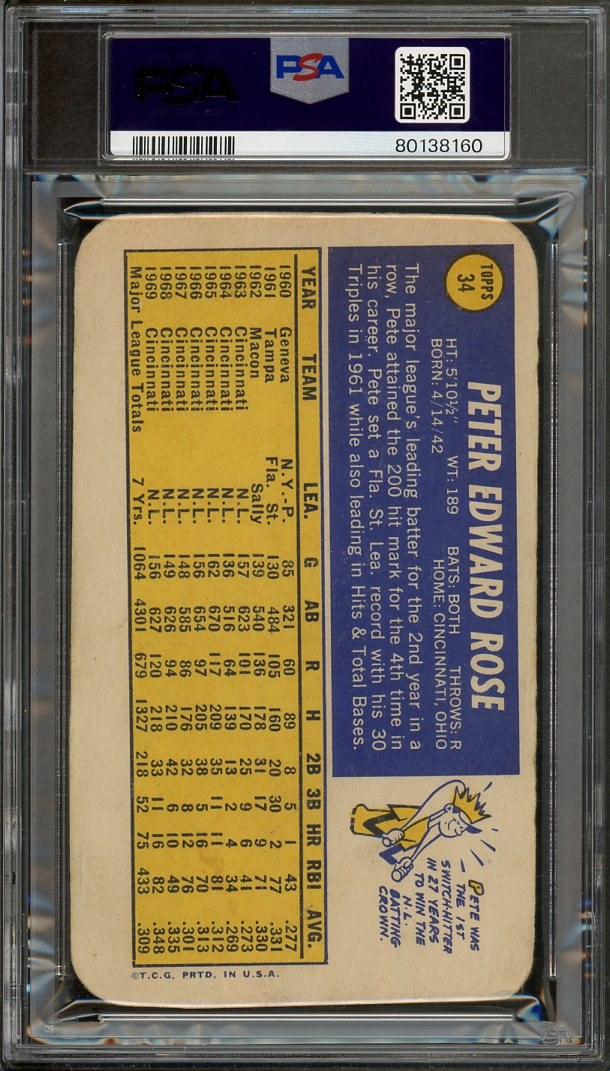 PSA
PSA
80138160
TOPPS
34
PETER EDWARD ROSE
HT: 5'10½" WT: 189 BATS: BOTH THROWS: R
BORN: 4/14/42 HOME: CINCINNATI, OHIO
The major league's leading batter for the 2nd year in a
row, Pete attained the 200 hit mark for the 4th time in
his career. Pete set a Fla. St. Lea. record with his 30
Triples in 1961 while also leading in Hits & Total Bases.
PETE WAS
THE 1ST
SWITCH-HITTER
IN 27 YEARS
TO WIN THE
N.L.
BATTING
CROWN.
YEAR TEAM LEA. G AB R H 2B 3B HR RBI AVG.
1960 Geneva N.Y.-P. 85 321 60 89 8 5 1 43 .277
1961 Tampa Fla. St. 130 484 105 160 20 30 2 77 .331
1962 Macon Sally 139 540 136 178 31 17 9 71 .330
1963 Cincinnati N.L. 157 623 101 170 25 9 6 41 .273
1964 Cincinnati N.L. 136 516 64 139 13 2 4 34 .269
1965 Cincinnati N.L. 162 670 117 209 35 11 11 81 .312
1966 Cincinnati N.L. 156 654 97 205 38 5 16 70 .313
1967 Cincinnati N.L. 148 585 86 176 32 8 12 76 .301
1968 Cincinnati N.L. 149 626 94 210 42 6 10 49 .335
1969 Cincinnati N.L. 156 627 120 218 33 11 16 82 .348
Major League Totals 7 Yrs. 1064 4301 679 1327 218 52 75 433 .309
©T.C.G. PRTD. IN U.S.A.